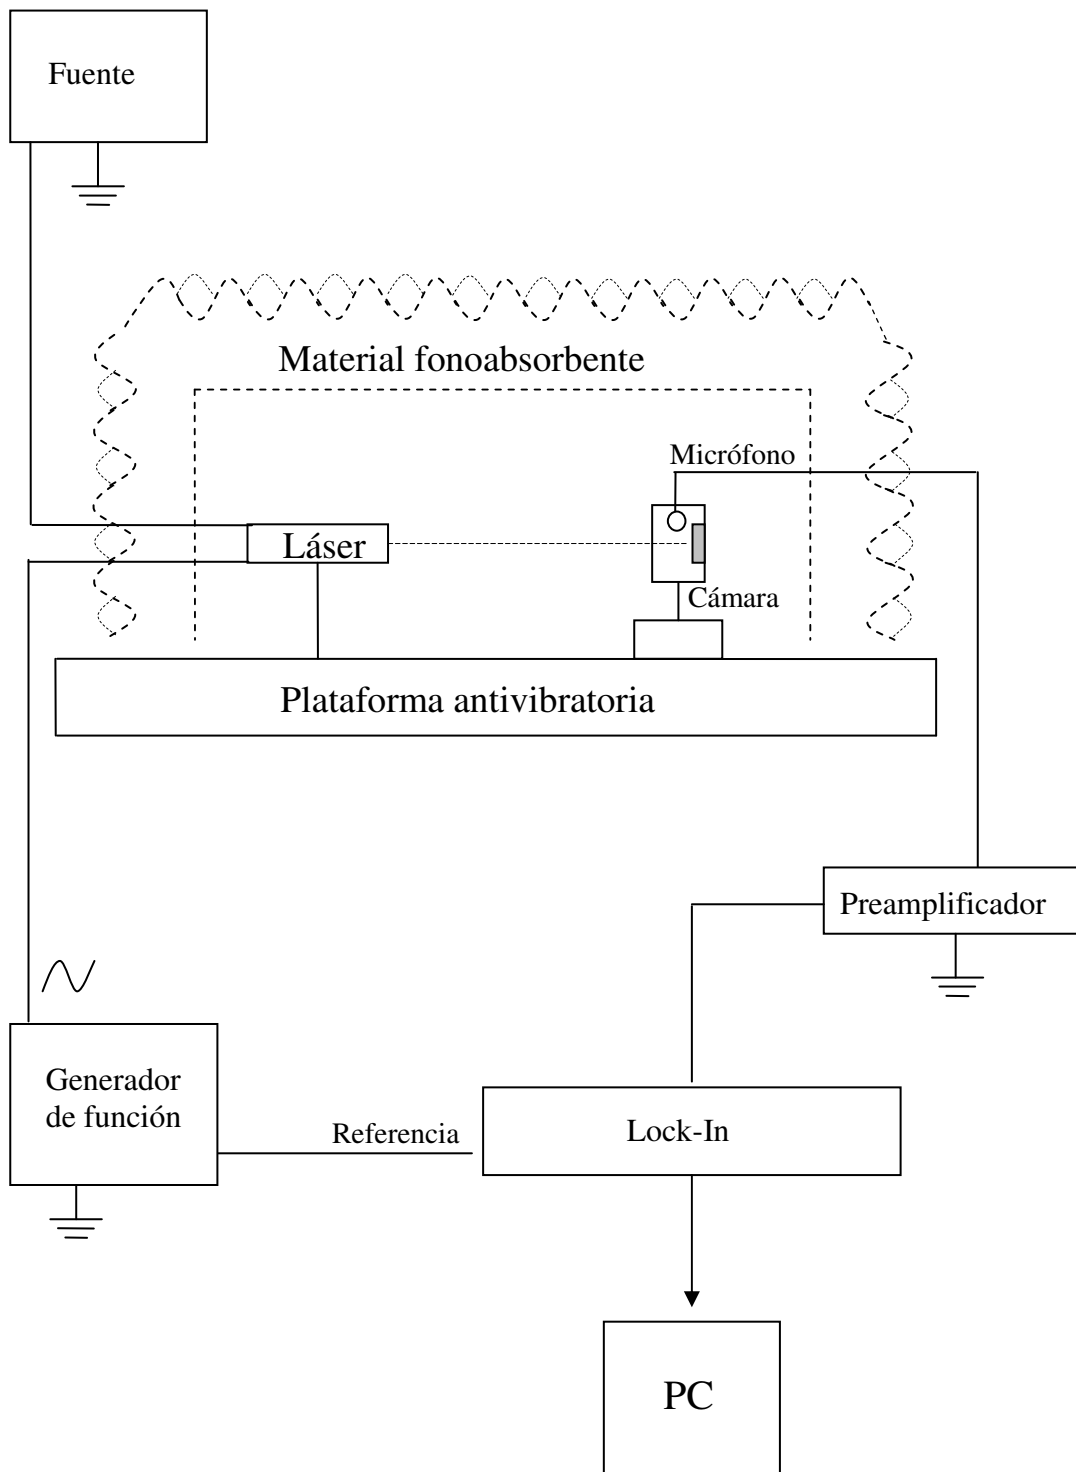 Fuente
Material fonoabsorbente
Micrófono
Láser
Cámara
Plataforma antivibratoria
Preamplificador
Generador
de función
Referencia
Lock-In
PC